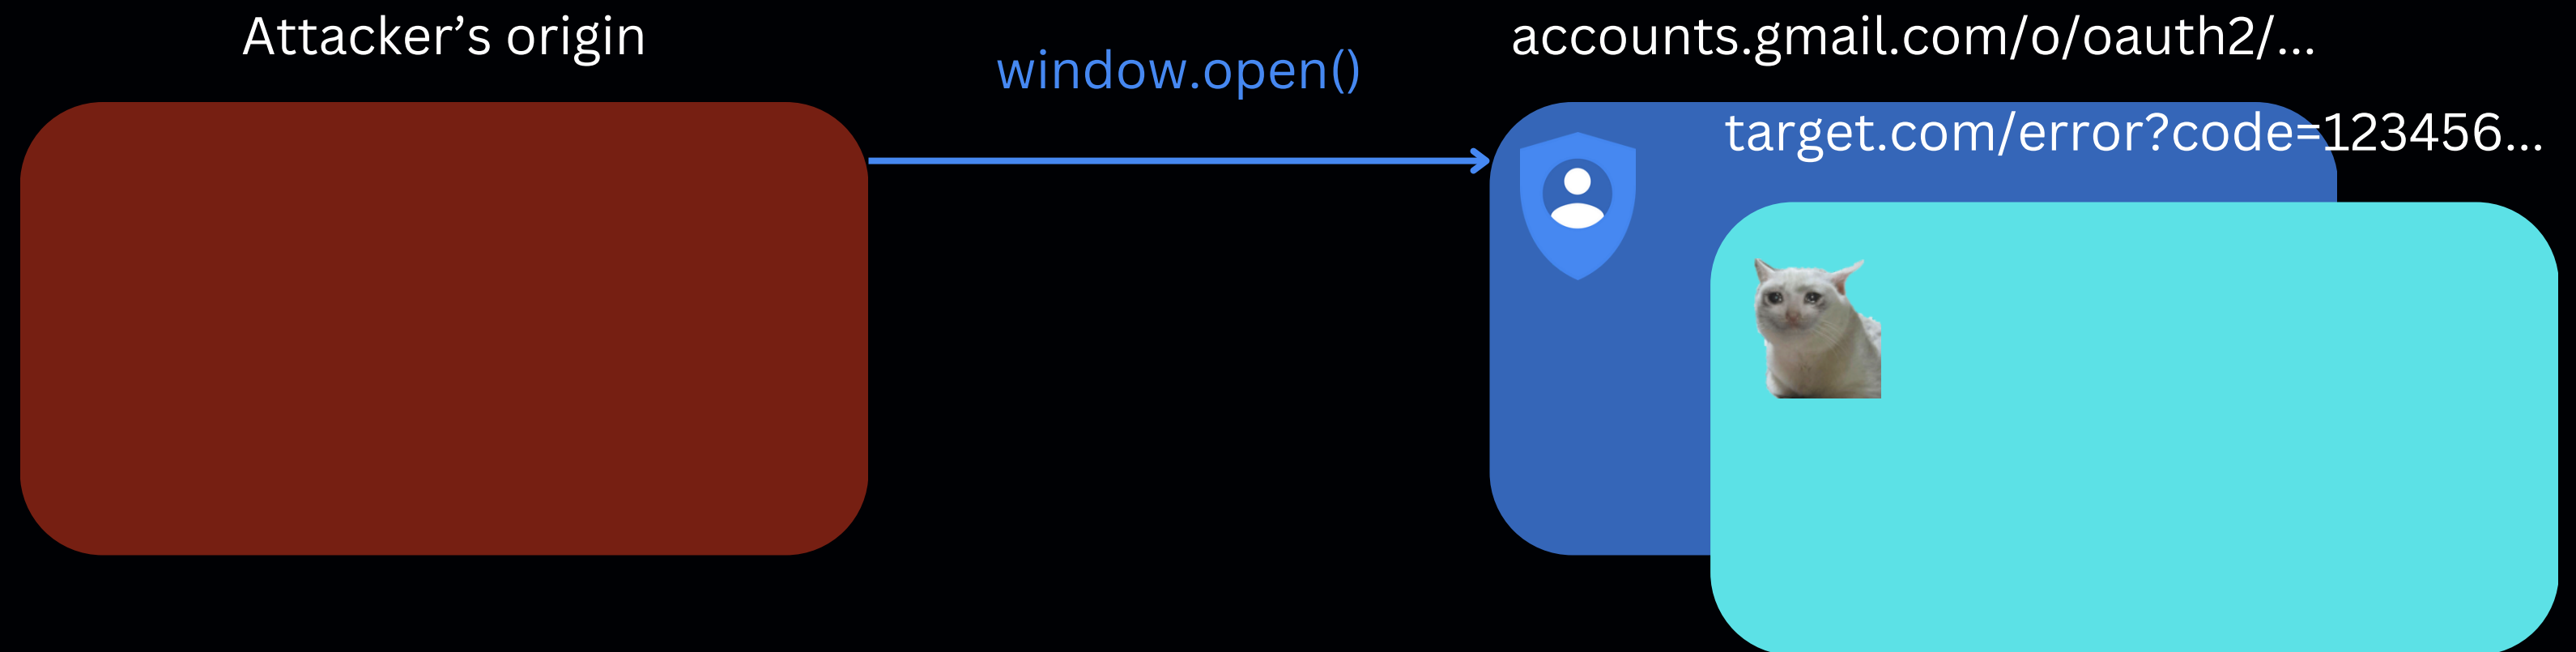 Attacker’s origin
window.open()
accounts.gmail.com/o/oauth2/...
target.com/error?code=123456...